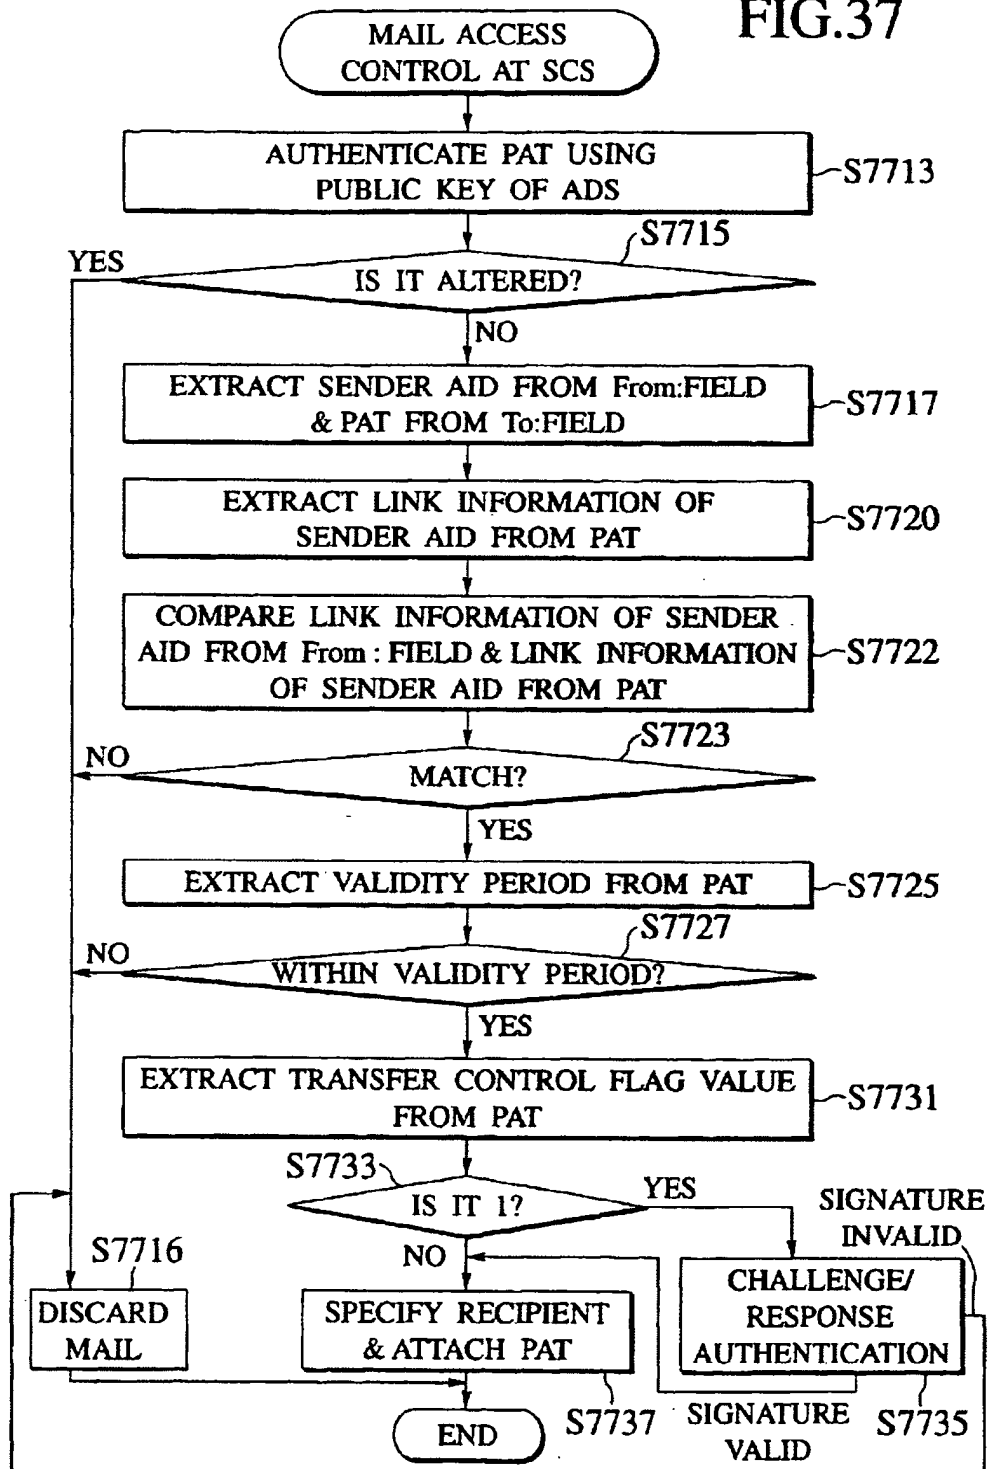 FIG.37
MAIL ACCESS
CONTROL AT SCS
AUTHENTICATE PAT USING
PUBLIC KEY OF ADS
S7713
S7715
YES
IS IT ALTERED?
NO
EXTRACT SENDER AID FROM From:FIELD
& PAT FROM To:FIELD
S7717
EXTRACT LINK INFORMATION OF
SENDER AID FROM PAT
S7720
COMPARE LINK INFORMATION OF SENDER
AID FROM From : FIELD & LINK INFORMATION
OF SENDER AID FROM PAT
S7722
S7723
NO
MATCH?
YES
EXTRACT VALIDITY PERIOD FROM PAT
S7725
S7727
NO
WITHIN VALIDITY PERIOD?
YES
EXTRACT TRANSFER CONTROL FLAG VALUE
FROM PAT
S7731
S7733
IS IT 1?
YES
SIGNATURE
INVALID
NO
S7716
DISCARD
MAIL
SPECIFY RECIPIENT
& ATTACH PAT
CHALLENGE/
RESPONSE
AUTHENTICATION
S7737
SIGNATURE
VALID
S7735
END